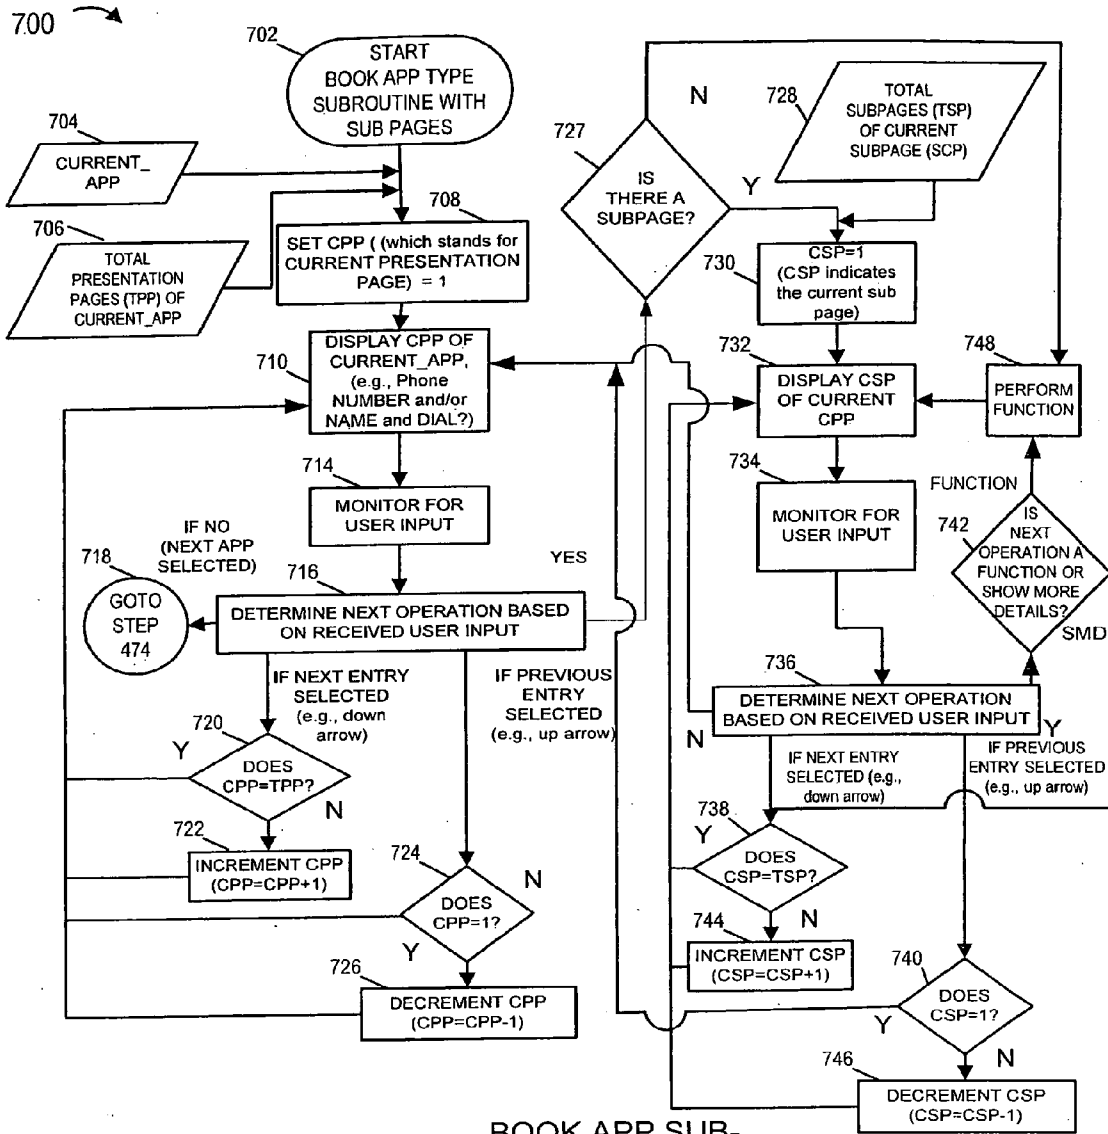 700
702
START
BOOK APP TYPE
SUBROUTINE WITH
SUB PAGES
704
CURRENT_
APP
706
TOTAL
PRESENTATION
PAGES (TPP) OF
CURRENT_APP
708
SET CPP ( (which stands for
CURRENT PRESENTATION
PAGE) = 1
710
DISPLAY CPP OF
CURRENT_APP,
(e.g., Phone
NUMBER and/or
NAME and DIAL?)
714
MONITOR FOR
USER INPUT
IF NO
(NEXT APP
SELECTED)
718
GOTO
STEP
474
716
DETERMINE NEXT OPERATION BASED
ON RECEIVED USER INPUT
YES
IF NEXT ENTRY
SELECTED
(e.g., down
arrow)
IF PREVIOUS
ENTRY
SELECTED
(e.g., up arrow)
720
Y
DOES
CPP=TPP?
N
722
INCREMENT CPP
(CPP=CPP+1)
724
DOES
CPP=1?
N
Y
726
DECREMENT CPP
(CPP=CPP-1)
727
IS
THERE A
SUBPAGE?
N
Y
728
TOTAL
SUBPAGES (TSP)
OF CURRENT
SUBPAGE (SCP)
730
CSP=1
(CSP indicates
the current sub
page)
732
DISPLAY CSP
OF CURRENT
CPP
748
PERFORM
FUNCTION
734
MONITOR FOR
USER INPUT
FUNCTION
742
IS
NEXT
OPERATION A
FUNCTION OR
SHOW MORE
DETAILS?
SMD
736
DETERMINE NEXT OPERATION
BASED ON RECEIVED USER INPUT
N
Y
IF NEXT ENTRY
SELECTED (e.g.,
down arrow)
IF PREVIOUS
ENTRY SELECTED
(e.g., up arrow)
738
Y
DOES
CSP=TSP?
N
744
INCREMENT CSP
(CSP=CSP+1)
740
DOES
CSP=1?
Y
N
746
DECREMENT CSP
(CSP=CSP-1)
BOOK APP SUB-